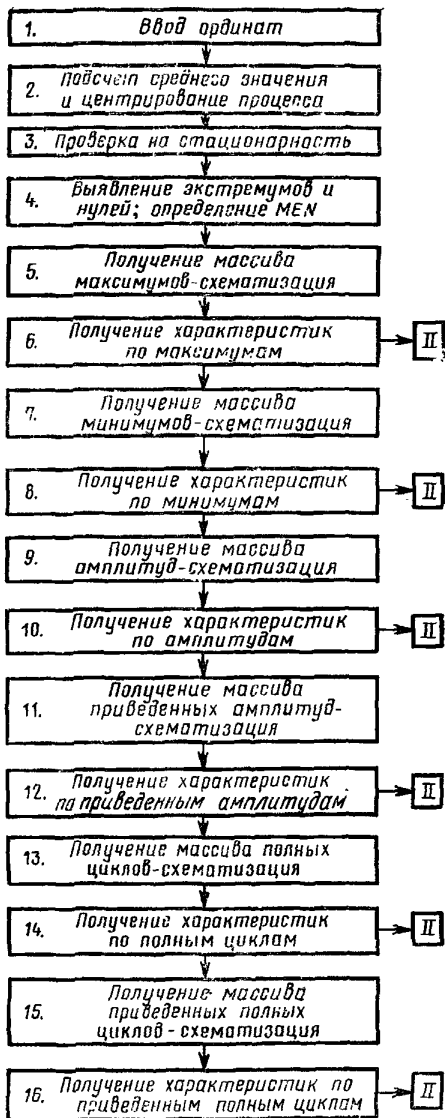 1. Ввод ординат
2. Подсчет среднего значения
и центрирование процесса
3. Проверка на стационарность
4. Выявление экстремумов и
нулей; определение MEN
5. Получение массива
максимумов-схематизация
6. Получение характеристик
по максимумам
II
7. Получение массива
минимумов-схематизация
8. Получение характеристик
по минимумам
II
9. Получение массива
амплитуд-схематизация
10. Получение характеристик
по амплитудам
II
11. Получение массива
приведенных амплитуд-
схематизация
12. Получение характеристик
по приведенным амплитудам
II
13. Получение массива полных
циклов-схематизация
14. Получение характеристик
по полным циклам
II
15. Получение массива
приведенных полных
циклов-схематизация
16. Получение характеристик по
приведенным полным циклам
II